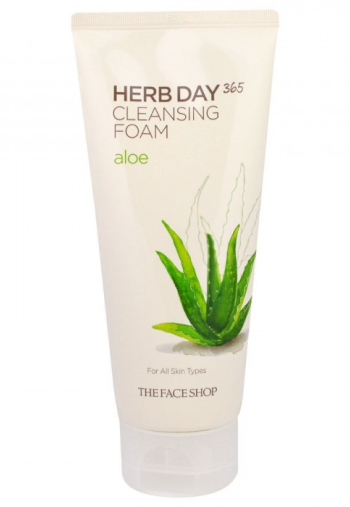 HERB DAY 365
CLEANSING
FOAM
aloe
For All Skin Types
THE FACE SHOP